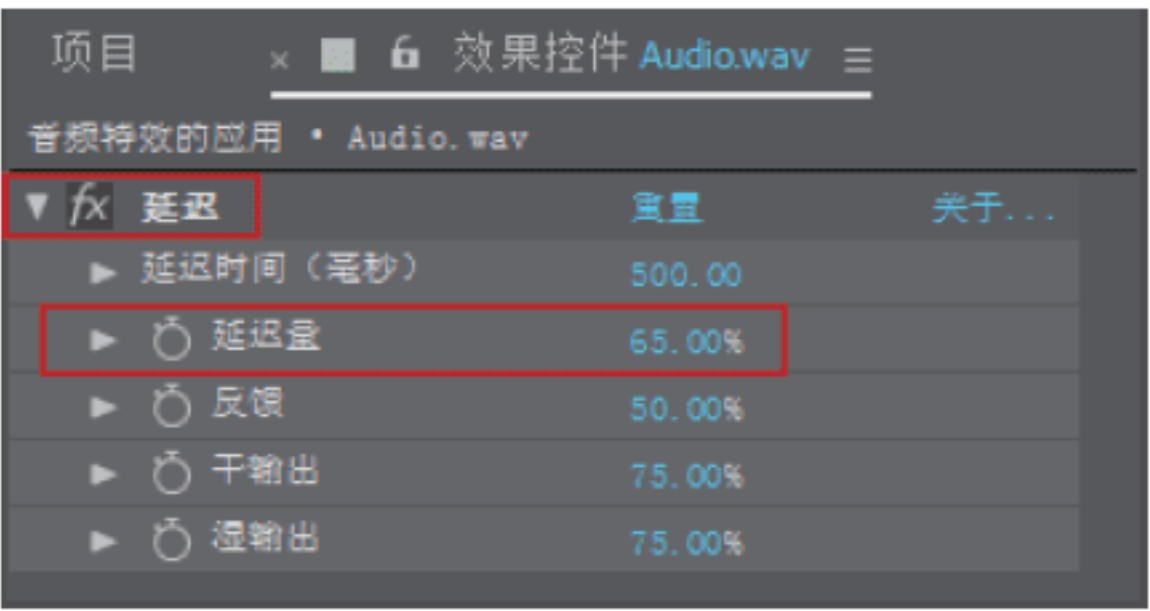 项目 × 效果控件 Audio.wav ☰
音频特效的应用 • Audio.wav
▼ fx 延迟 重置 关于...
▶ 延迟时间（毫秒） 500.00
▶ 延迟量 65.00%
▶ 反馈 50.00%
▶ 干输出 75.00%
▶ 湿输出 75.00%